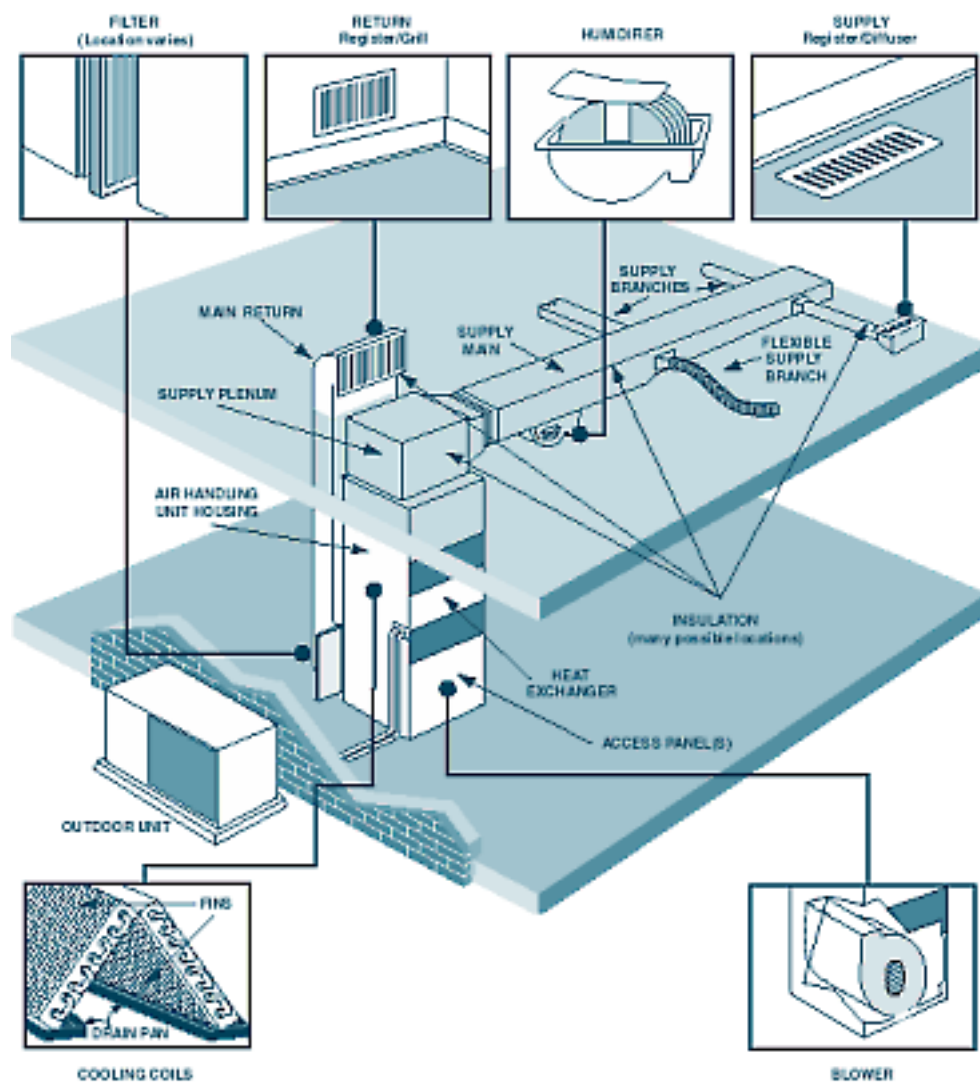 FILTER
(Location varies)
RETURN
Register/Grill
HUMIDIFIER
SUPPLY
Register/Diffuser
SUPPLY
BRANCHES
MAIN RETURN
SUPPLY
MAIN
FLEXIBLE
SUPPLY
BRANCH
SUPPLY PLENUM
AIR HANDLING
UNIT HOUSING
INSULATION
(many possible locations)
HEAT
EXCHANGER
ACCESS PANEL(S)
OUTDOOR UNIT
FINS
DRAIN PAN
COOLING COILS
BLOWER